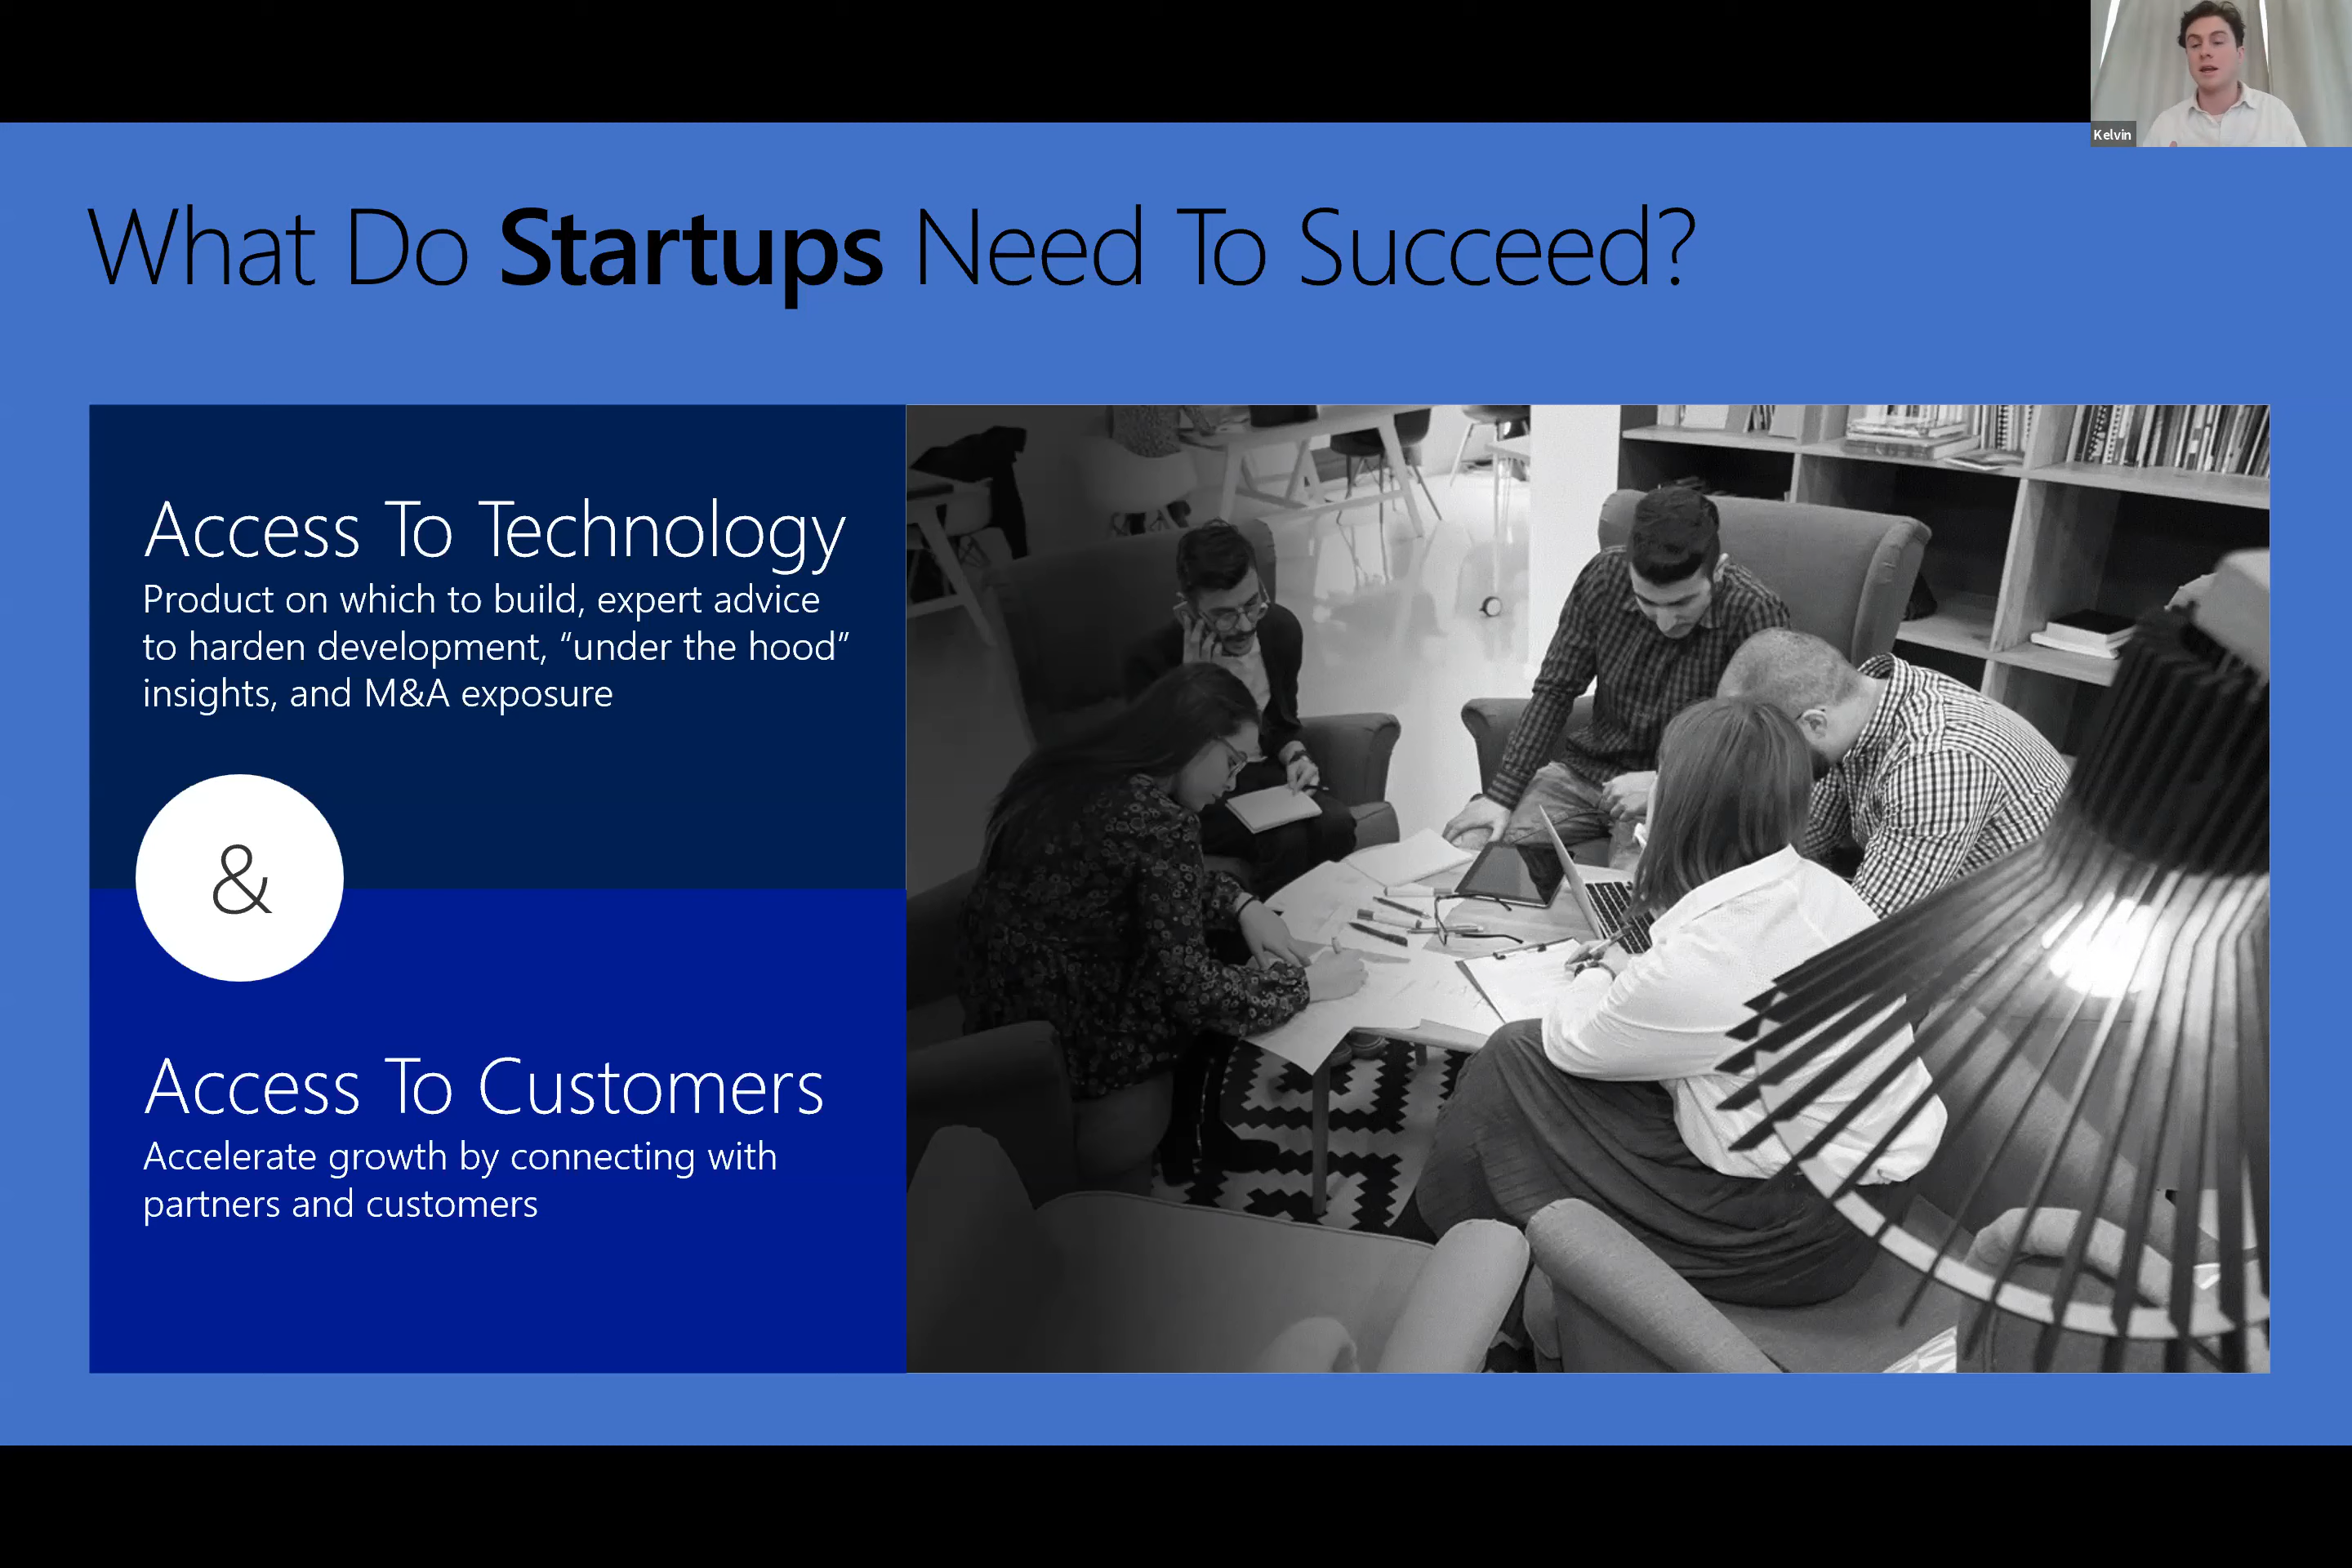 Kelvin
What Do Startups Need To Succeed?
Access To Technology
Product on which to build, expert advice
to harden development, “under the hood”
insights, and M&A exposure
&
Access To Customers
Accelerate growth by connecting with
partners and customers